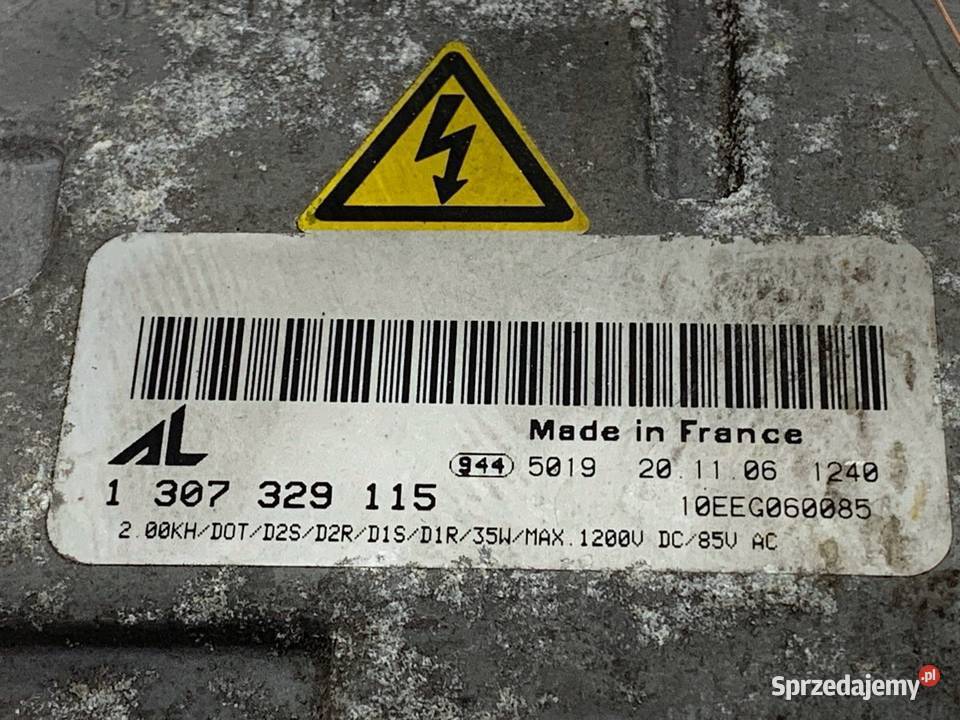 Made in France
AL
944 5019 20.11.06 1240
1 307 329 115
10EEG060085
2.00KH/DOT/D2S/D2R/D1S/D1R/35W/MAX.1200V DC/85V AC
Sprzedajemy.pl